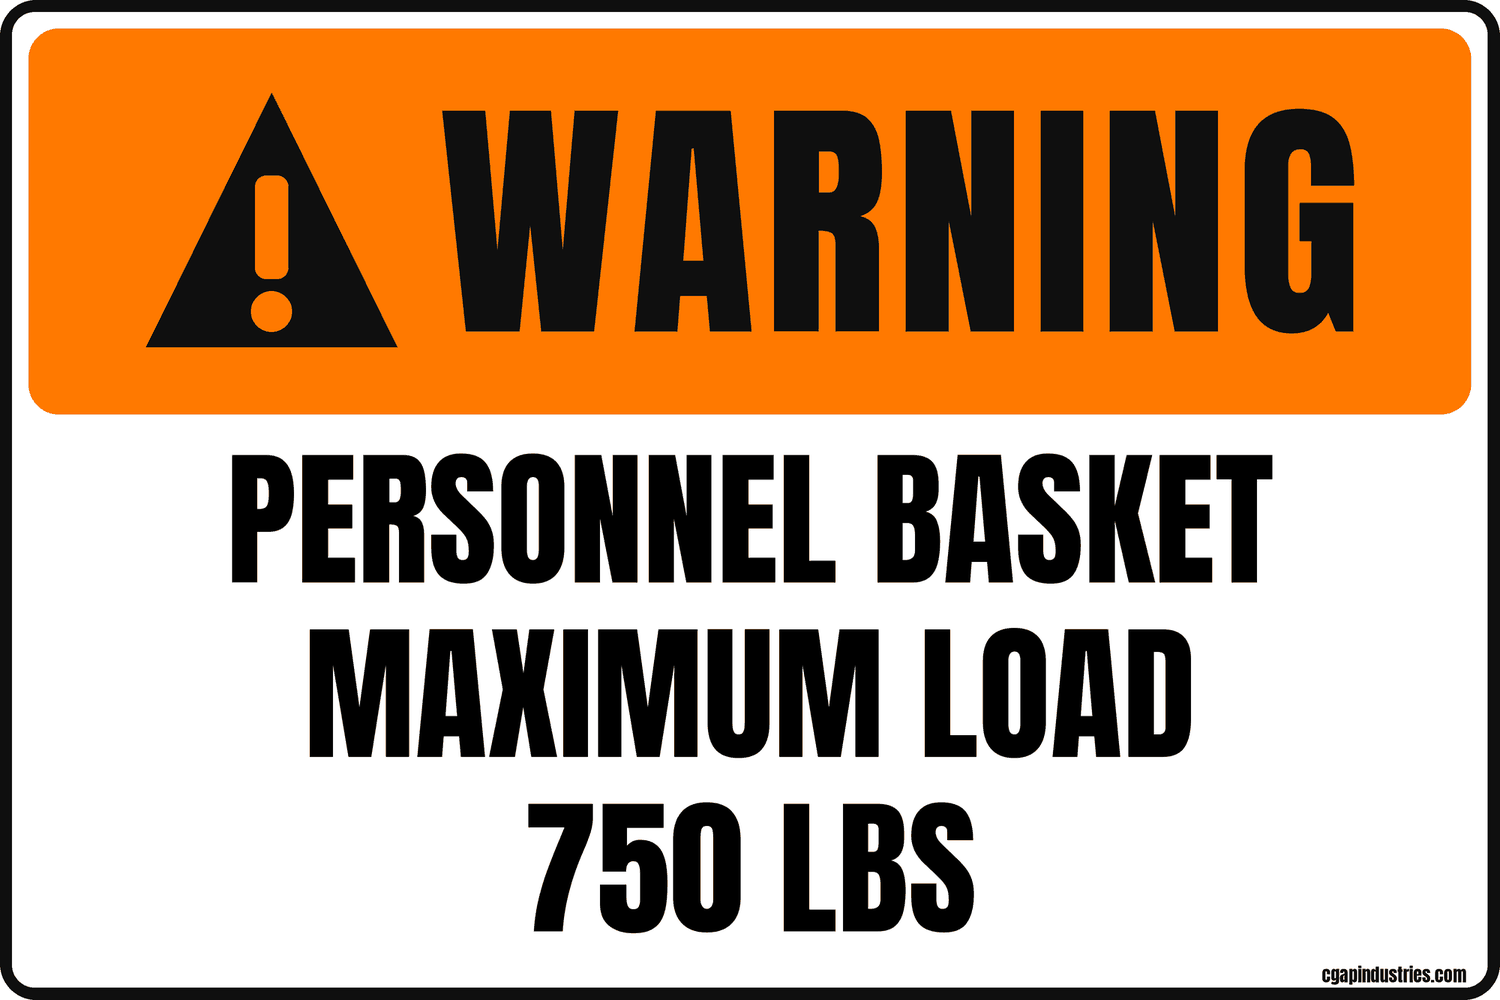 WARNING
PERSONNEL BASKET
MAXIMUM LOAD
750 LBS
cgapindustries.com